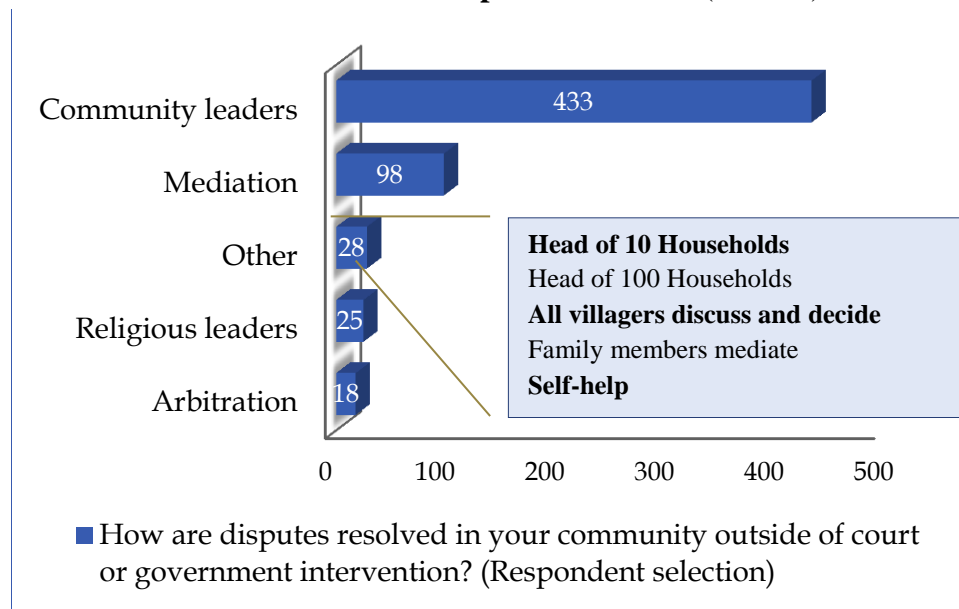 Community leaders
433
Mediation
98
Other
28
Religious leaders
25
Arbitration
18
Head of 10 Households
Head of 100 Households
All villagers discuss and decide
Family members mediate
Self-help
0 100 200 300 400 500
How are disputes resolved in your community outside of court
or government intervention? (Respondent selection)